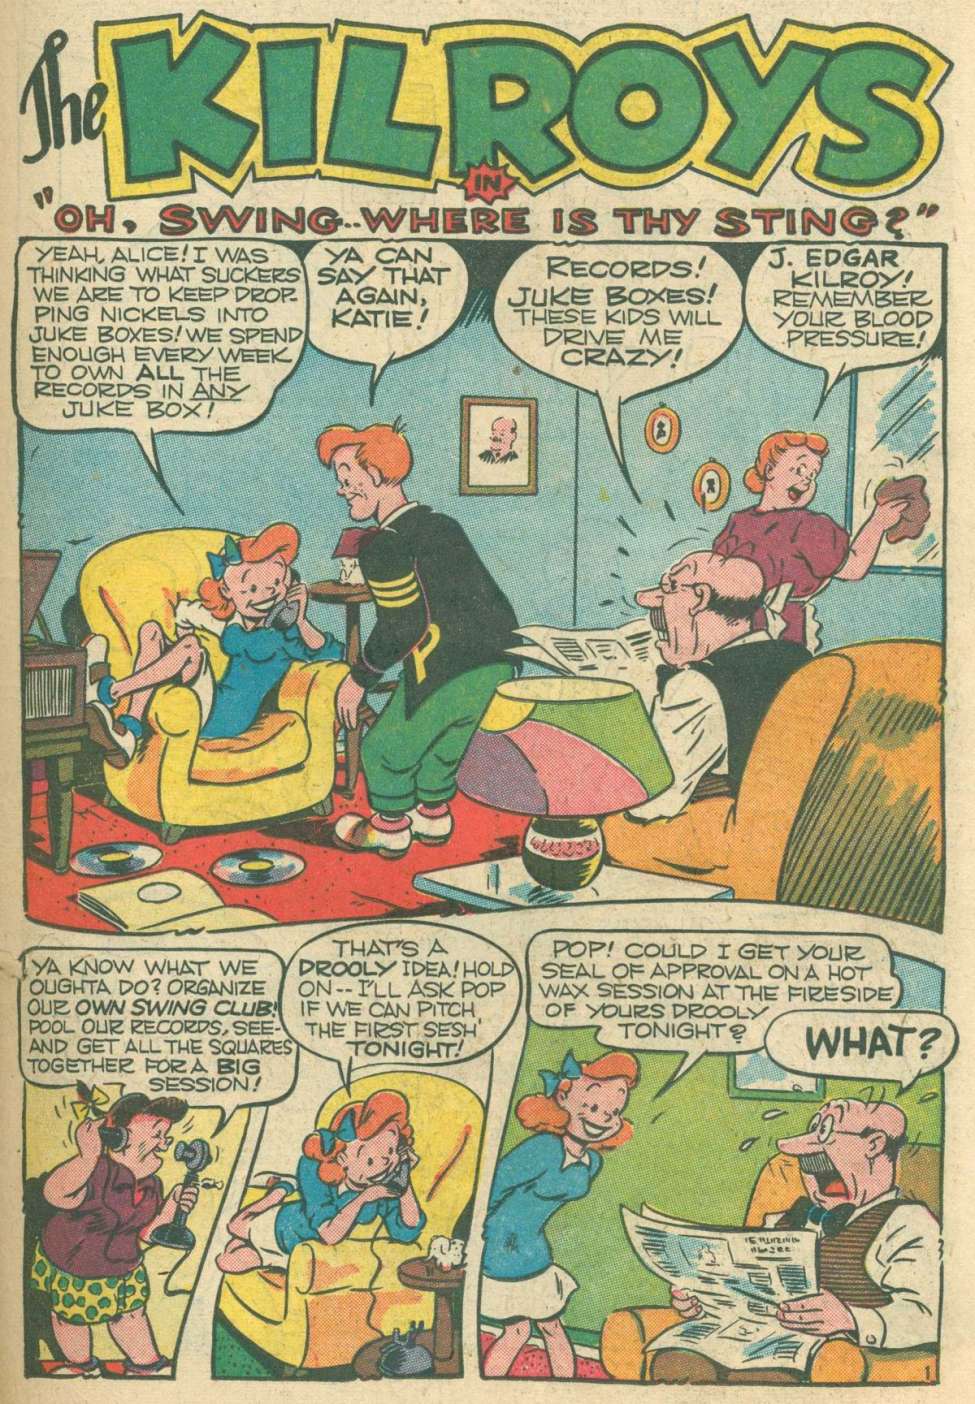 The KILROYS
IN
"OH, SWING--WHERE IS THY STING?"
YEAH, ALICE! I WAS
THINKING WHAT SUCKERS
WE ARE TO KEEP DROP-
PING NICKELS INTO
JUKE BOXES! WE SPEND
ENOUGH EVERY WEEK
TO OWN ALL THE
RECORDS IN ANY
JUKE BOX!
YA CAN
SAY THAT
AGAIN,
KATIE!
RECORDS!
JUKE BOXES!
THESE KIDS WILL
DRIVE ME
CRAZY!
J. EDGAR
KILROY!
REMEMBER
YOUR BLOOD
PRESSURE!
P
YA KNOW WHAT WE
OUGHTA DO? ORGANIZE
OUR OWN SWING CLUB!
POOL OUR RECORDS, SEE-
AND GET ALL THE SQUARES
TOGETHER FOR A BIG
SESSION!
THAT'S A
DROOLY IDEA! HOLD
ON--I'LL ASK POP
IF WE CAN PITCH
THE FIRST SESH'
TONIGHT!
POP! COULD I GET YOUR
SEAL OF APPROVAL ON A HOT
WAX SESSION AT THE FIRESIDE
OF YOURS DROOLY
TONIGHT?
WHAT?
1